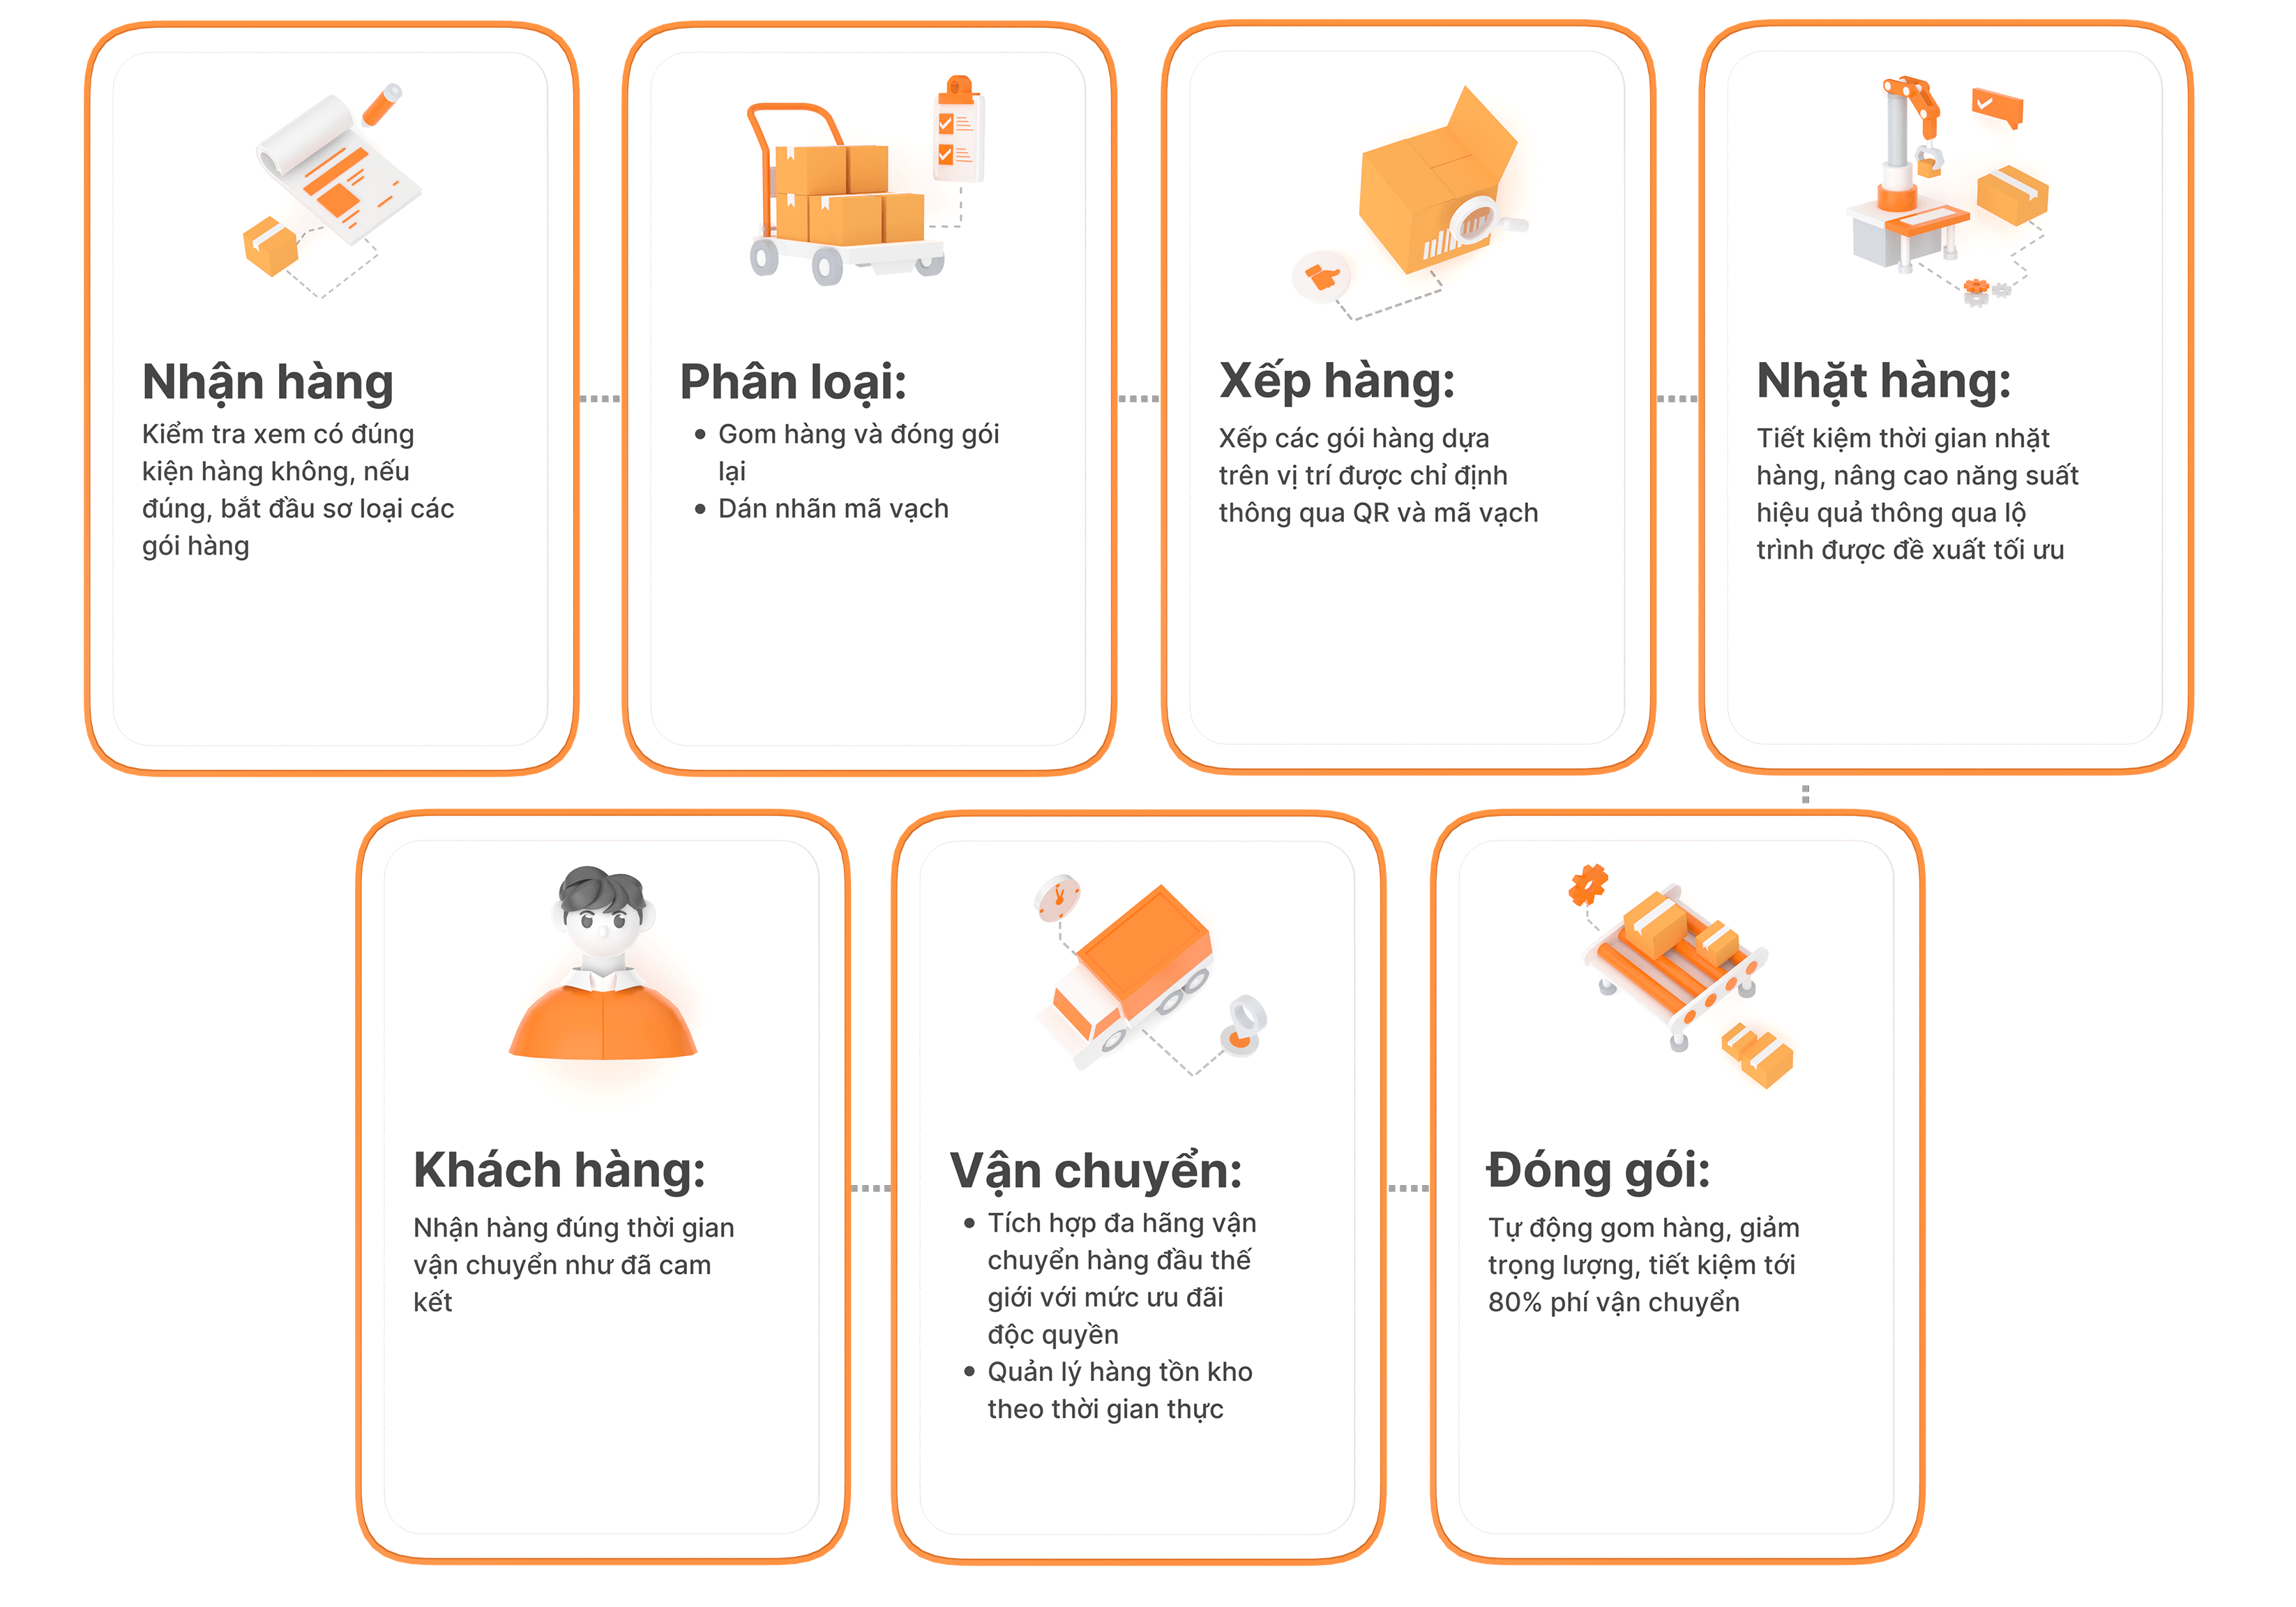 Nhận hàng
Kiểm tra xem có đúng
kiện hàng không, nếu
đúng, bắt đầu sơ loại các
gói hàng
Phân loại:
• Gom hàng và đóng gói
lại
• Dán nhãn mã vạch
Xếp hàng:
Xếp các gói hàng dựa
trên vị trí được chỉ định
thông qua QR và mã vạch
Nhặt hàng:
Tiết kiệm thời gian nhặt
hàng, nâng cao năng suất
hiệu quả thông qua lộ
trình được đề xuất tối ưu
Khách hàng:
Nhận hàng đúng thời gian
vận chuyển như đã cam
kết
Vận chuyển:
• Tích hợp đa hãng vận
chuyển hàng đầu thế
giới với mức ưu đãi
độc quyền
• Quản lý hàng tồn kho
theo thời gian thực
Đóng gói:
Tự động gom hàng, giảm
trọng lượng, tiết kiệm tới
80% phí vận chuyển